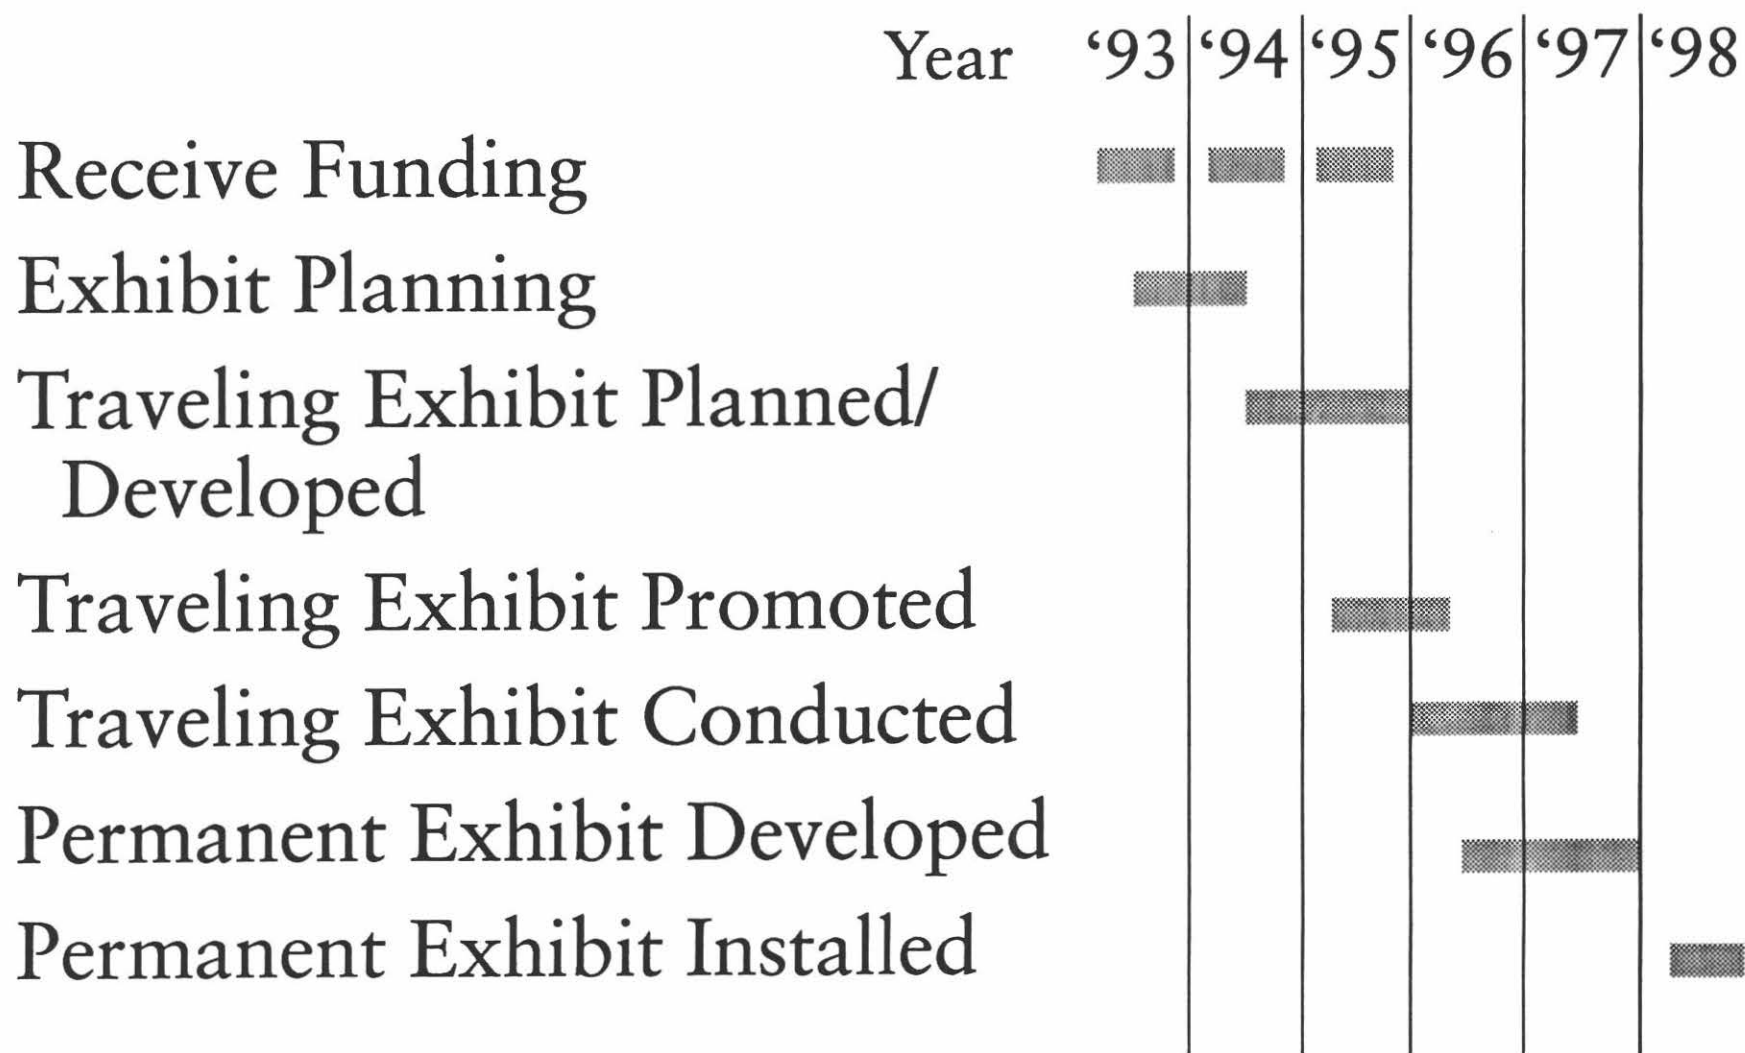 Year ‘93 ‘94 ‘95 ‘96 ‘97 ‘98
Receive Funding
Exhibit Planning
Traveling Exhibit Planned/
Developed
Traveling Exhibit Promoted
Traveling Exhibit Conducted
Permanent Exhibit Developed
Permanent Exhibit Installed